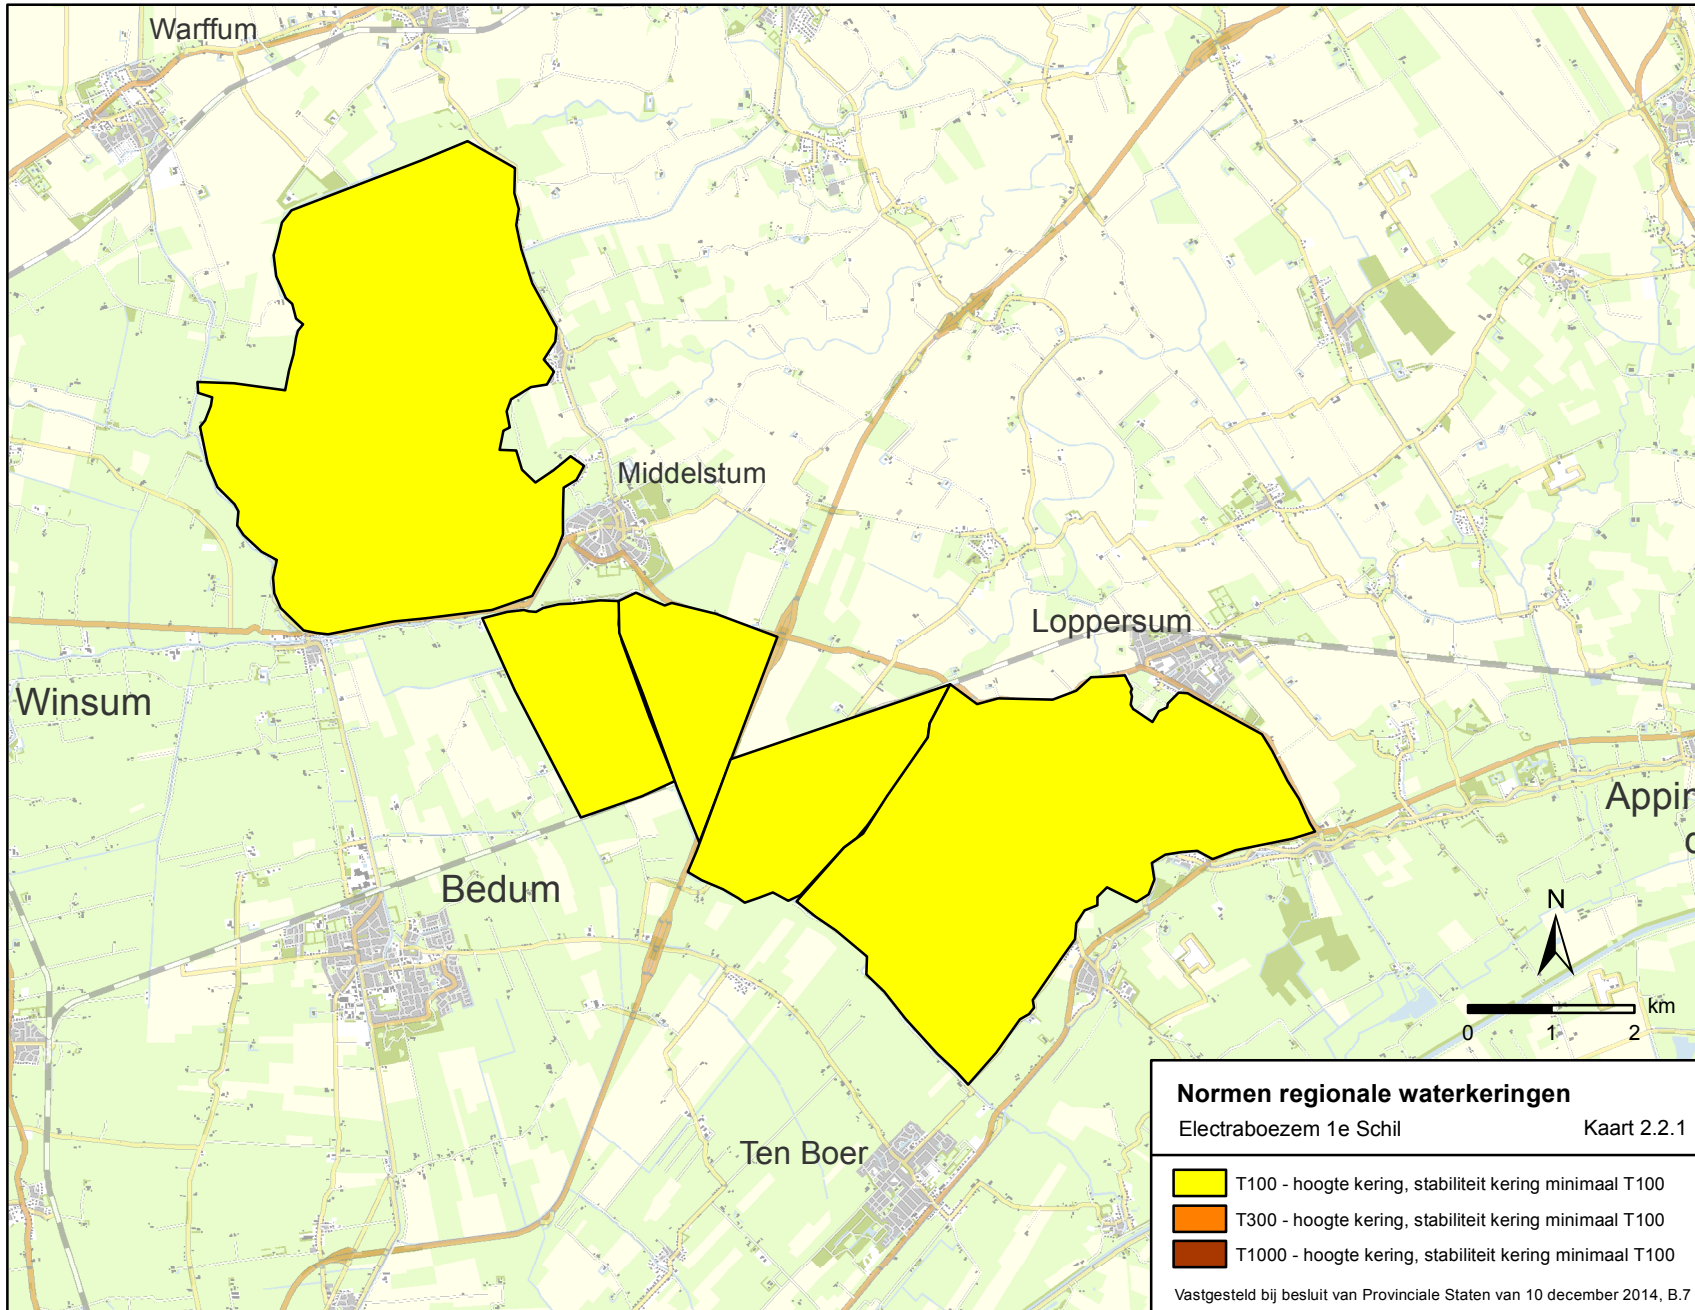 Warffum
Middelstum
Loppersum
Winsum
Appin
Bedum
N
km
0 1 2
Ten Boer
Normen regionale waterkeringen
Electraboezem 1e Schil Kaart 2.2.1
T100 - hoogte kering, stabiliteit kering minimaal T100
T300 - hoogte kering, stabiliteit kering minimaal T100
T1000 - hoogte kering, stabiliteit kering minimaal T100
Vastgesteld bij besluit van Provinciale Staten van 10 december 2014, B.7